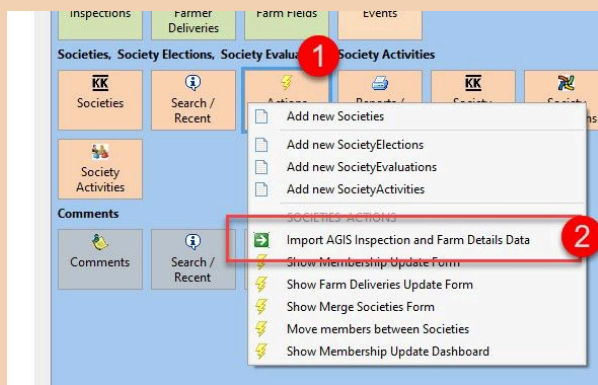 Inspections
Farmer
Deliveries
Farm Fields
Events
Societies, Society Elections, Society Evalua
1
Society Activities
KK
Societies
Search /
Recent
Actions
Reports /
KK
Society
Society
Society
Activities
Comments
Comments
Search /
Recent
Add new Societies
Add new SocietyElections
Add new SocietyEvaluations
Add new SocietyActivities
SOCIETIES ACTIONS
Import AGIS Inspection and Farm Details Data
2
Show Membership Update Form
Show Farm Deliveries Update Form
Show Merge Societies Form
Move members between Societies
Show Membership Update Dashboard